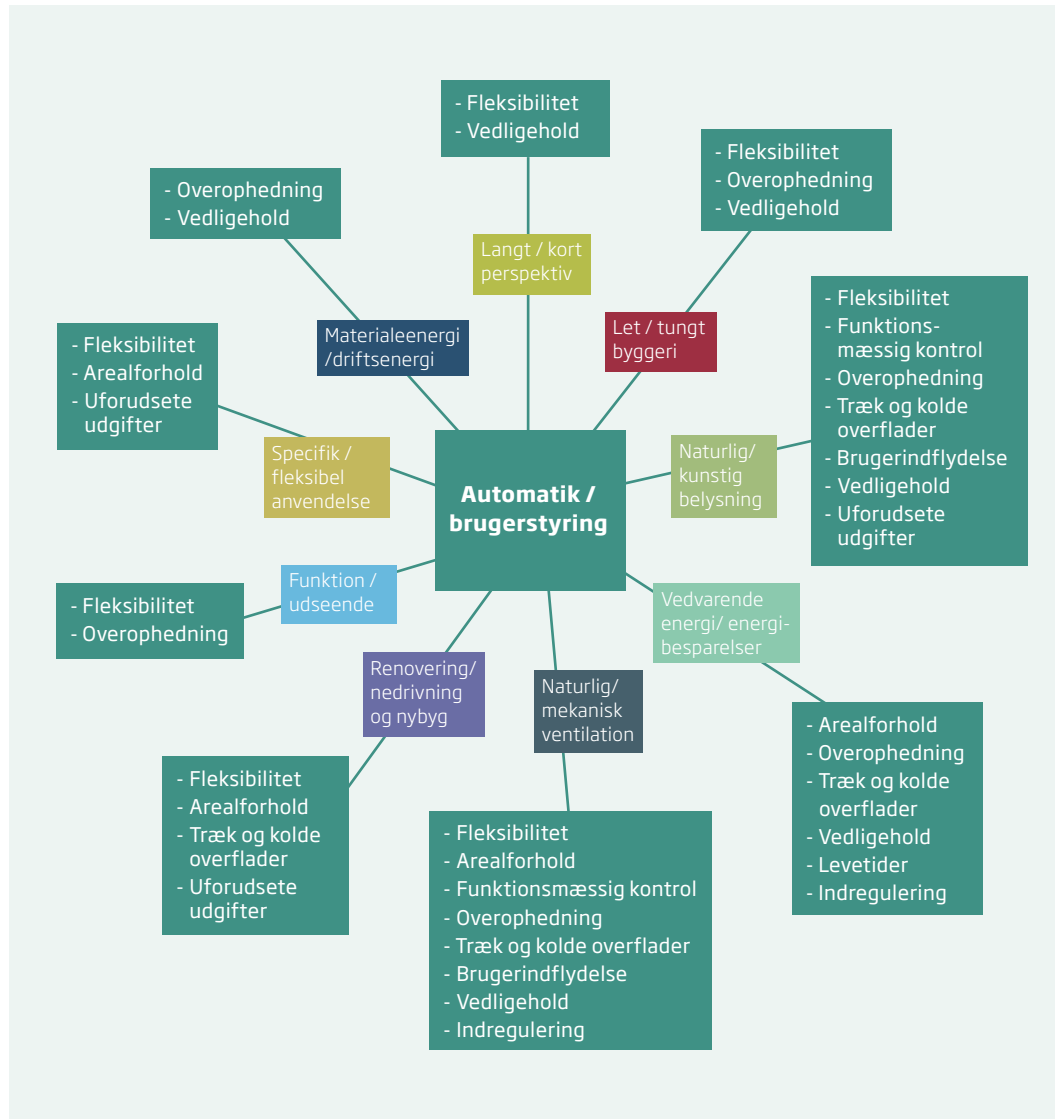 - Fleksibilitet
- Vedligehold
Langt / kort
perspektiv
- Fleksibilitet
- Overophedning
- Vedligehold
Let / tungt
byggeri
- Fleksibilitet
- Funktions-
mæssig kontrol
- Overophedning
- Træk og kolde
overflader
- Brugerindflydelse
- Vedligehold
- Uforudsete
udgifter
Naturlig/
kunstig
belysning
Vedvarende
energi/ energi-
besparelser
- Arealforhold
- Overophedning
- Træk og kolde
overflader
- Vedligehold
- Levetider
- Indregulering
Naturlig/
mekanisk
ventilation
- Fleksibilitet
- Arealforhold
- Funktionsmæssig kontrol
- Overophedning
- Træk og kolde overflader
- Brugerindflydelse
- Vedligehold
- Indregulering
Renovering/
nedrivning
og nybyg
- Fleksibilitet
- Arealforhold
- Træk og kolde
overflader
- Uforudsete
udgifter
Funktion /
udseende
- Fleksibilitet
- Overophedning
Specifik /
fleksibel
anvendelse
- Fleksibilitet
- Arealforhold
- Uforudsete
udgifter
Materialeenergi
/driftsenergi
- Overophedning
- Vedligehold
Automatik /
brugerstyring